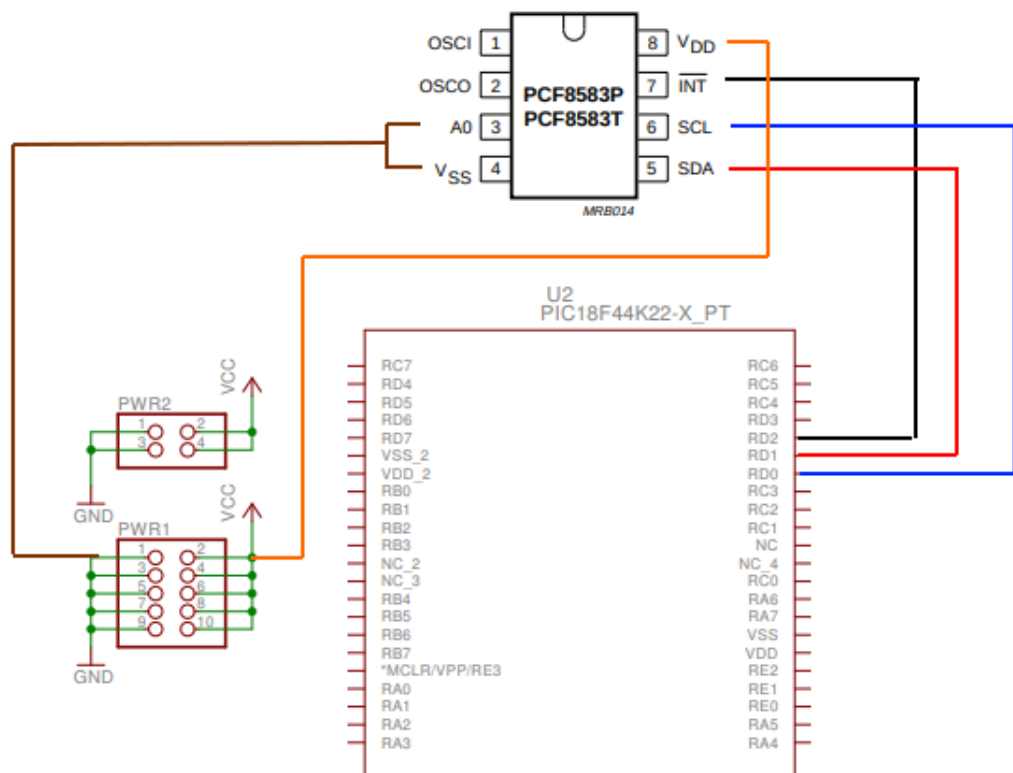 OSCI 1
8 VDD
OSCO 2
7 INT
A0 3
6 SCL
VSS 4
5 SDA
PCF8583P
PCF8583T
MRB014
U2
PIC18F44K22-X_PT
RC7
RD4
RD5
RD6
RD7
VSS_2
VDD_2
RB0
RB1
RB2
RB3
NC_2
NC_3
RB4
RB5
RB6
RB7
*MCLR/VPP/RE3
RA0
RA1
RA2
RA3
RC6
RC5
RC4
RD3
RD2
RD1
RD0
RC3
RC2
RC1
NC
NC_4
RC0
RA6
RA7
VSS
VDD
RE2
RE1
RE0
RA5
RA4
VCC
PWR2
1 2
3 4
GND
VCC
PWR1
1 2
3 4
5 6
7 8
9 10
GND